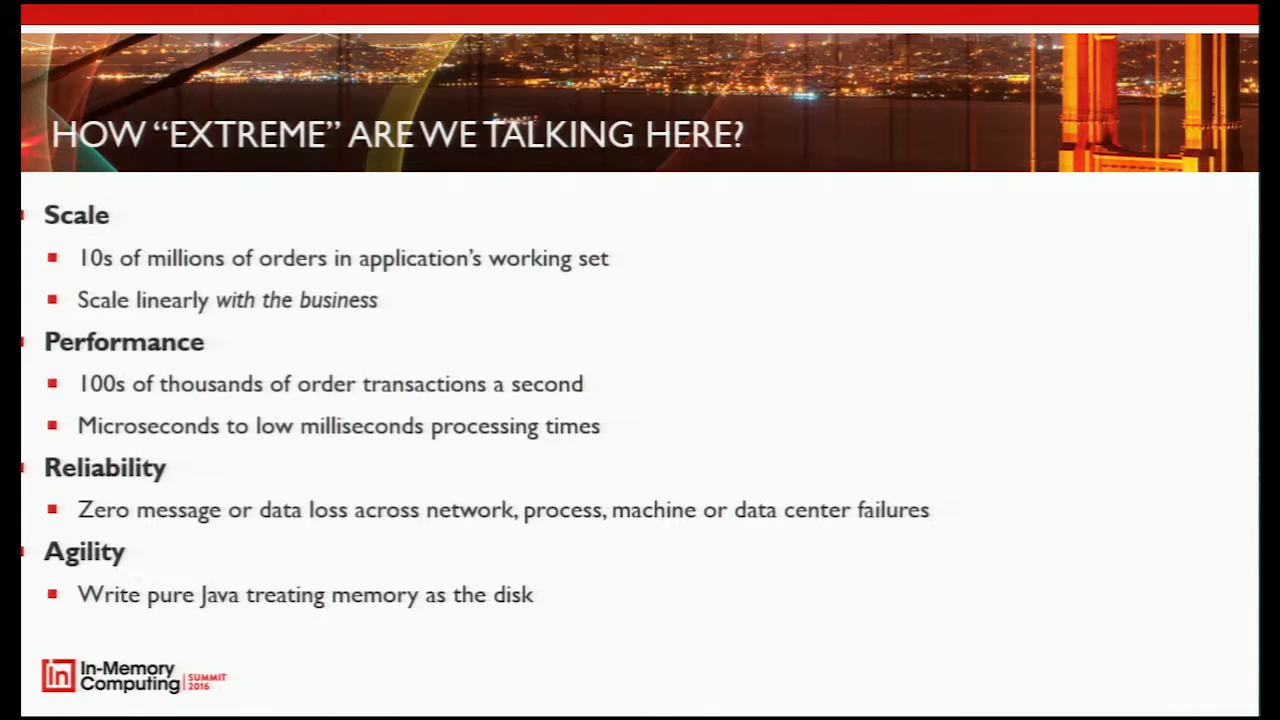 HOW “EXTREME” ARE WE TALKING HERE?
Scale
10s of millions of orders in application’s working set
Scale linearly with the business
Performance
100s of thousands of order transactions a second
Microseconds to low milliseconds processing times
Reliability
Zero message or data loss across network, process, machine or data center failures
Agility
Write pure Java treating memory as the disk
In In-Memory
Computing
SUMMIT
2016